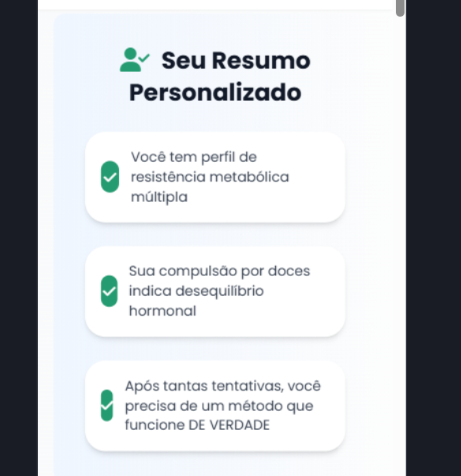 Seu Resumo
Personalizado
Você tem perfil de
resistência metabólica
múltipla
Sua compulsão por doces
indica desequilíbrio
hormonal
Após tantas tentativas, você
precisa de um método que
funcione DE VERDADE